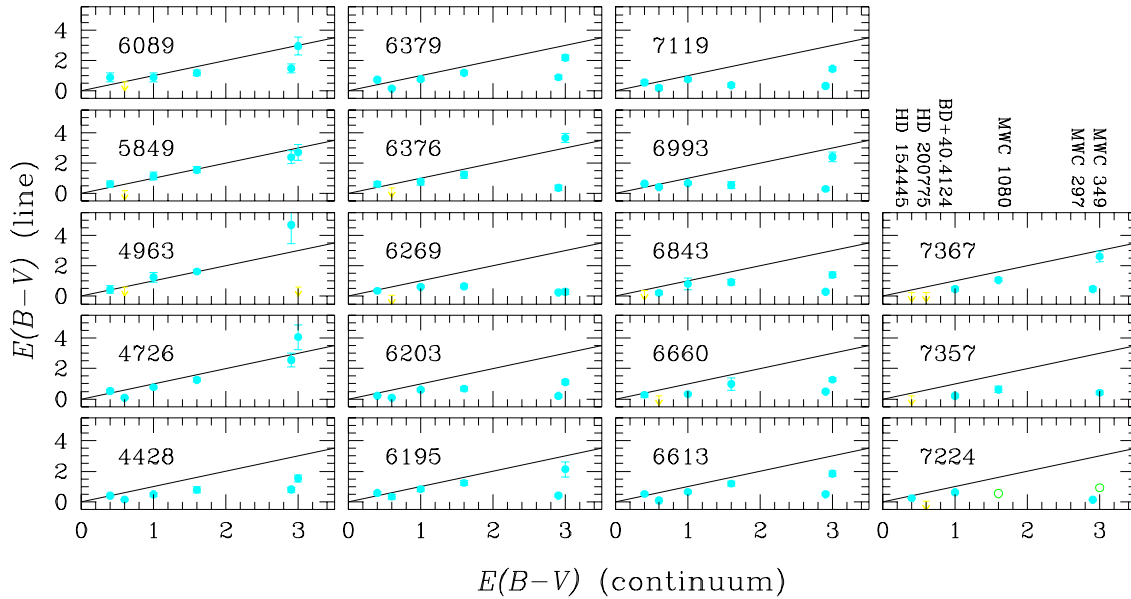 6089 6379 7119
5849 6376 6993
4963 6269 6843 7367
4726 6203 6660 7357
4428 6195 6613 7224
HD 154445
HD 207775
BD+40.4124
MWC 1080
MWC 297
MWC 349
E(B−V) (line)
4
2
0
4
2
0
4
2
0
4
2
0
4
2
0
0 1 2 3 0 1 2 3 0 1 2 3 0 1 2 3
E(B−V) (continuum)